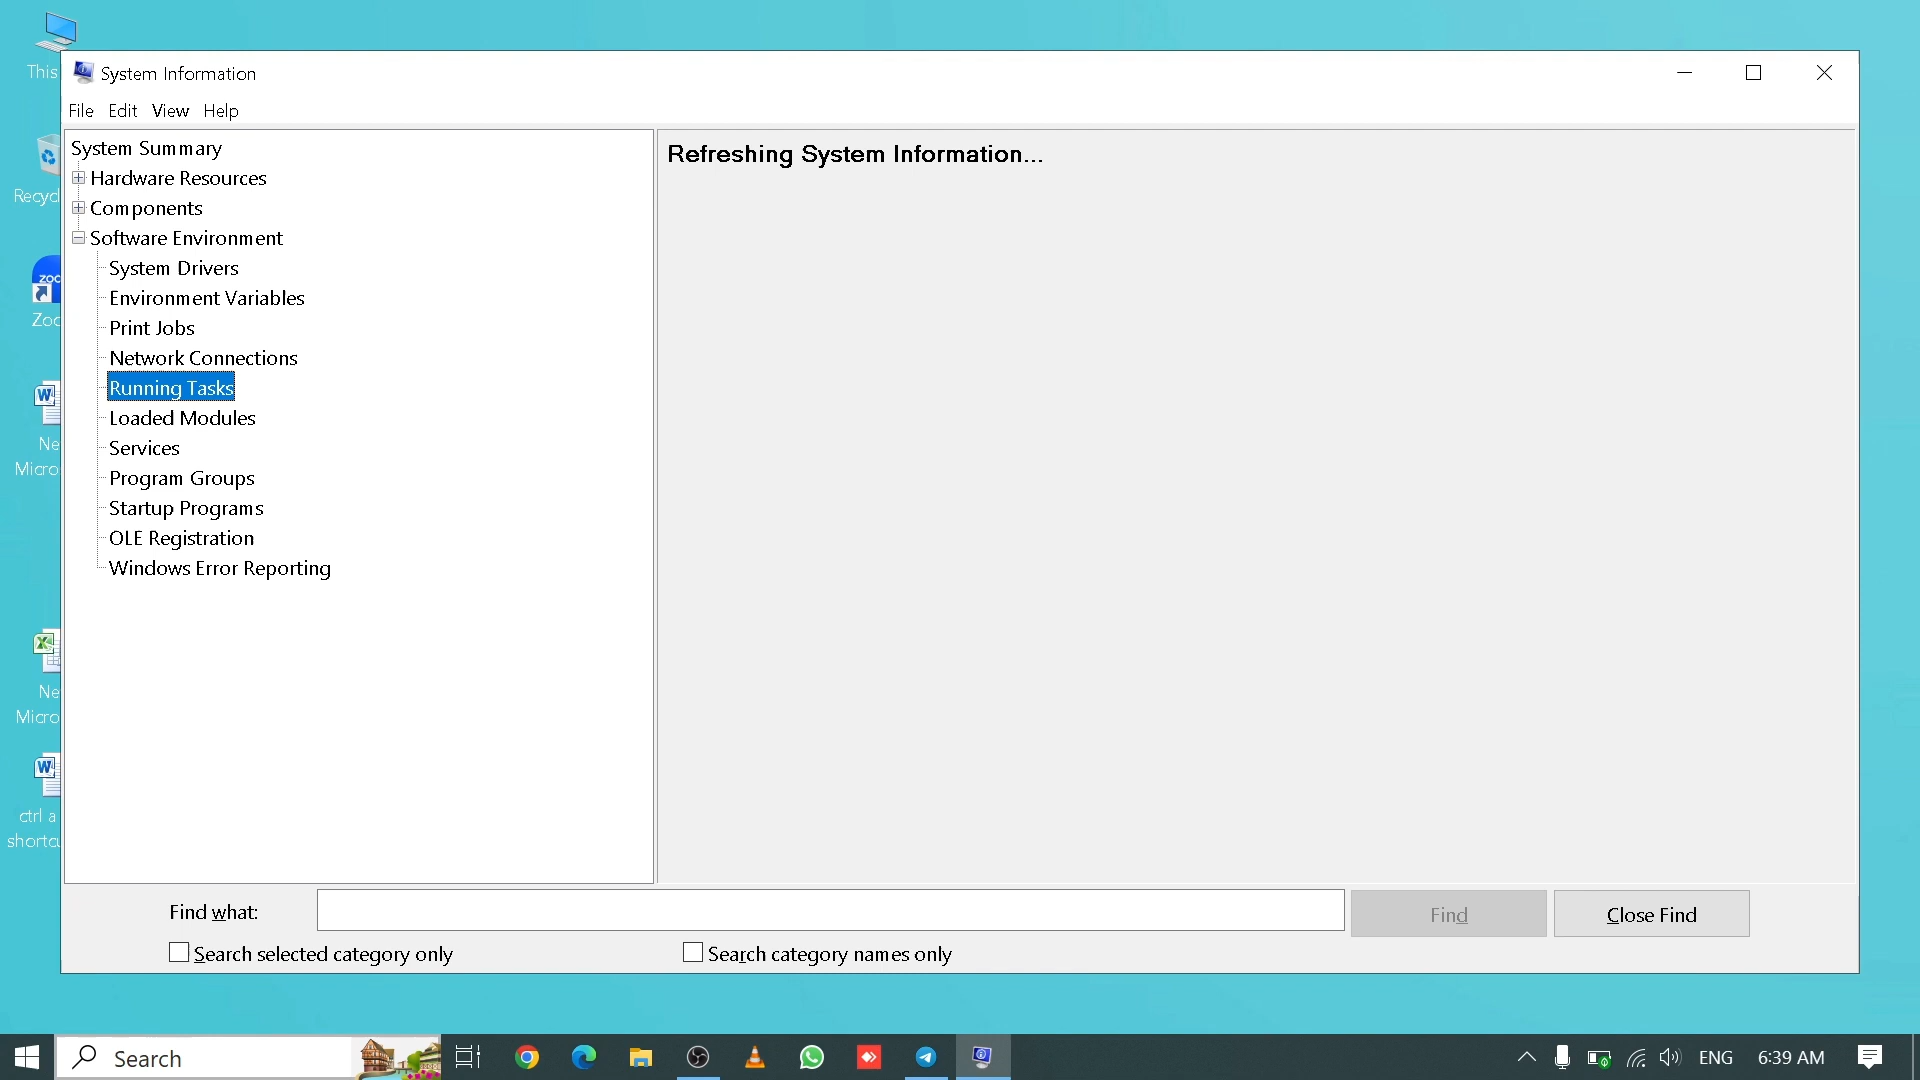 This
Recycl
Zoo
Ne
Micro
Ne
Micro
ctrl a
shortcu
System Information
File Edit View Help
System Summary
Hardware Resources
Components
Software Environment
System Drivers
Environment Variables
Print Jobs
Network Connections
Running Tasks
Loaded Modules
Services
Program Groups
Startup Programs
OLE Registration
Windows Error Reporting
Refreshing System Information...
Find what:
Find
Close Find
Search selected category only
Search category names only
Search
ENG
6:39 AM